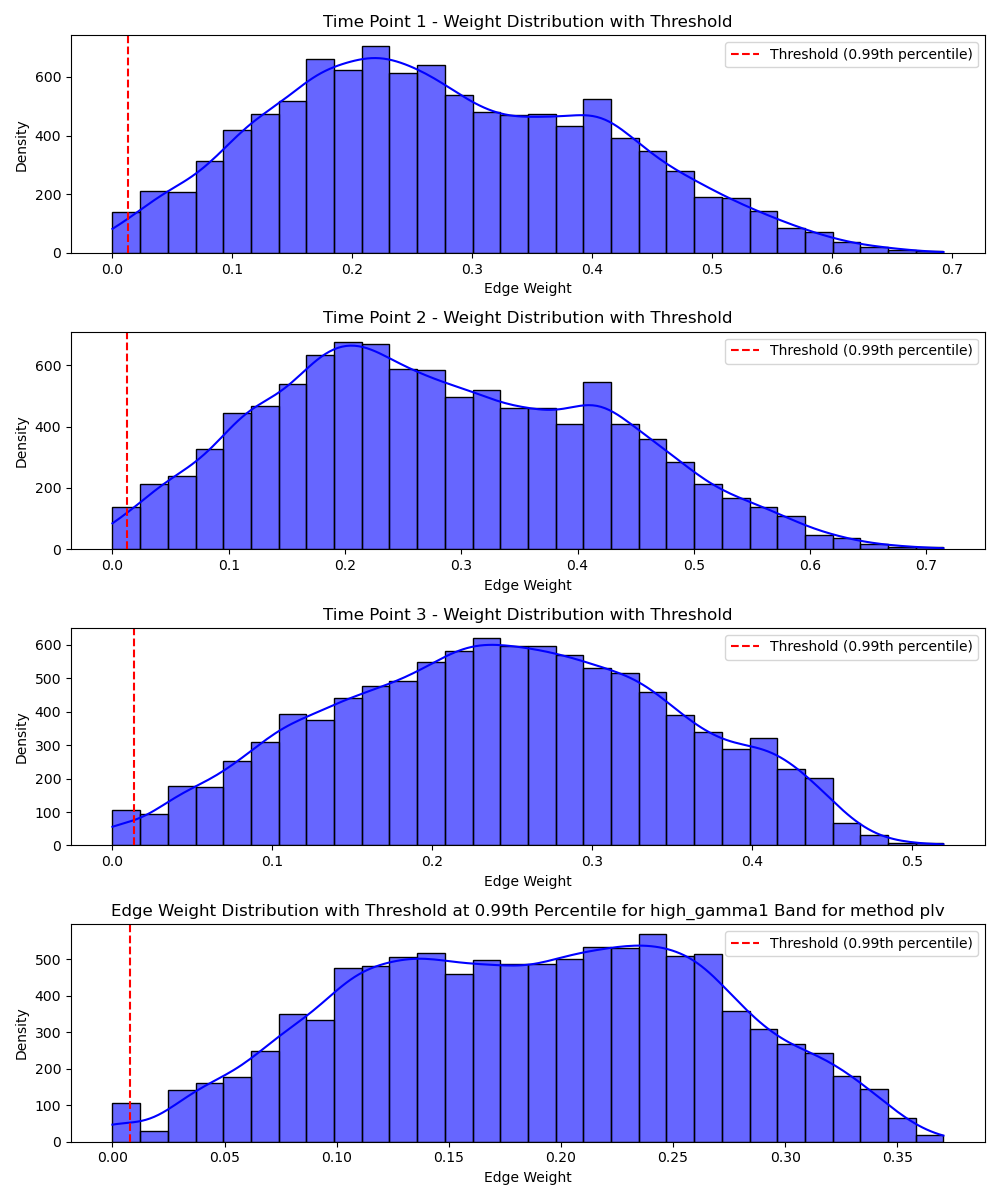 Time Point 1 - Weight Distribution with Threshold
Threshold (0.99th percentile)
Density
600
400
200
0
0.0 0.1 0.2 0.3 0.4 0.5 0.6 0.7
Edge Weight
Time Point 2 - Weight Distribution with Threshold
Threshold (0.99th percentile)
Density
600
400
200
0
0.0 0.1 0.2 0.3 0.4 0.5 0.6 0.7
Edge Weight
Time Point 3 - Weight Distribution with Threshold
Threshold (0.99th percentile)
Density
600
500
400
300
200
100
0
0.0 0.1 0.2 0.3 0.4 0.5
Edge Weight
Edge Weight Distribution with Threshold at 0.99th Percentile for high_gamma1 Band for method plv
Threshold (0.99th percentile)
Density
500
400
300
200
100
0
0.00 0.05 0.10 0.15 0.20 0.25 0.30 0.35
Edge Weight